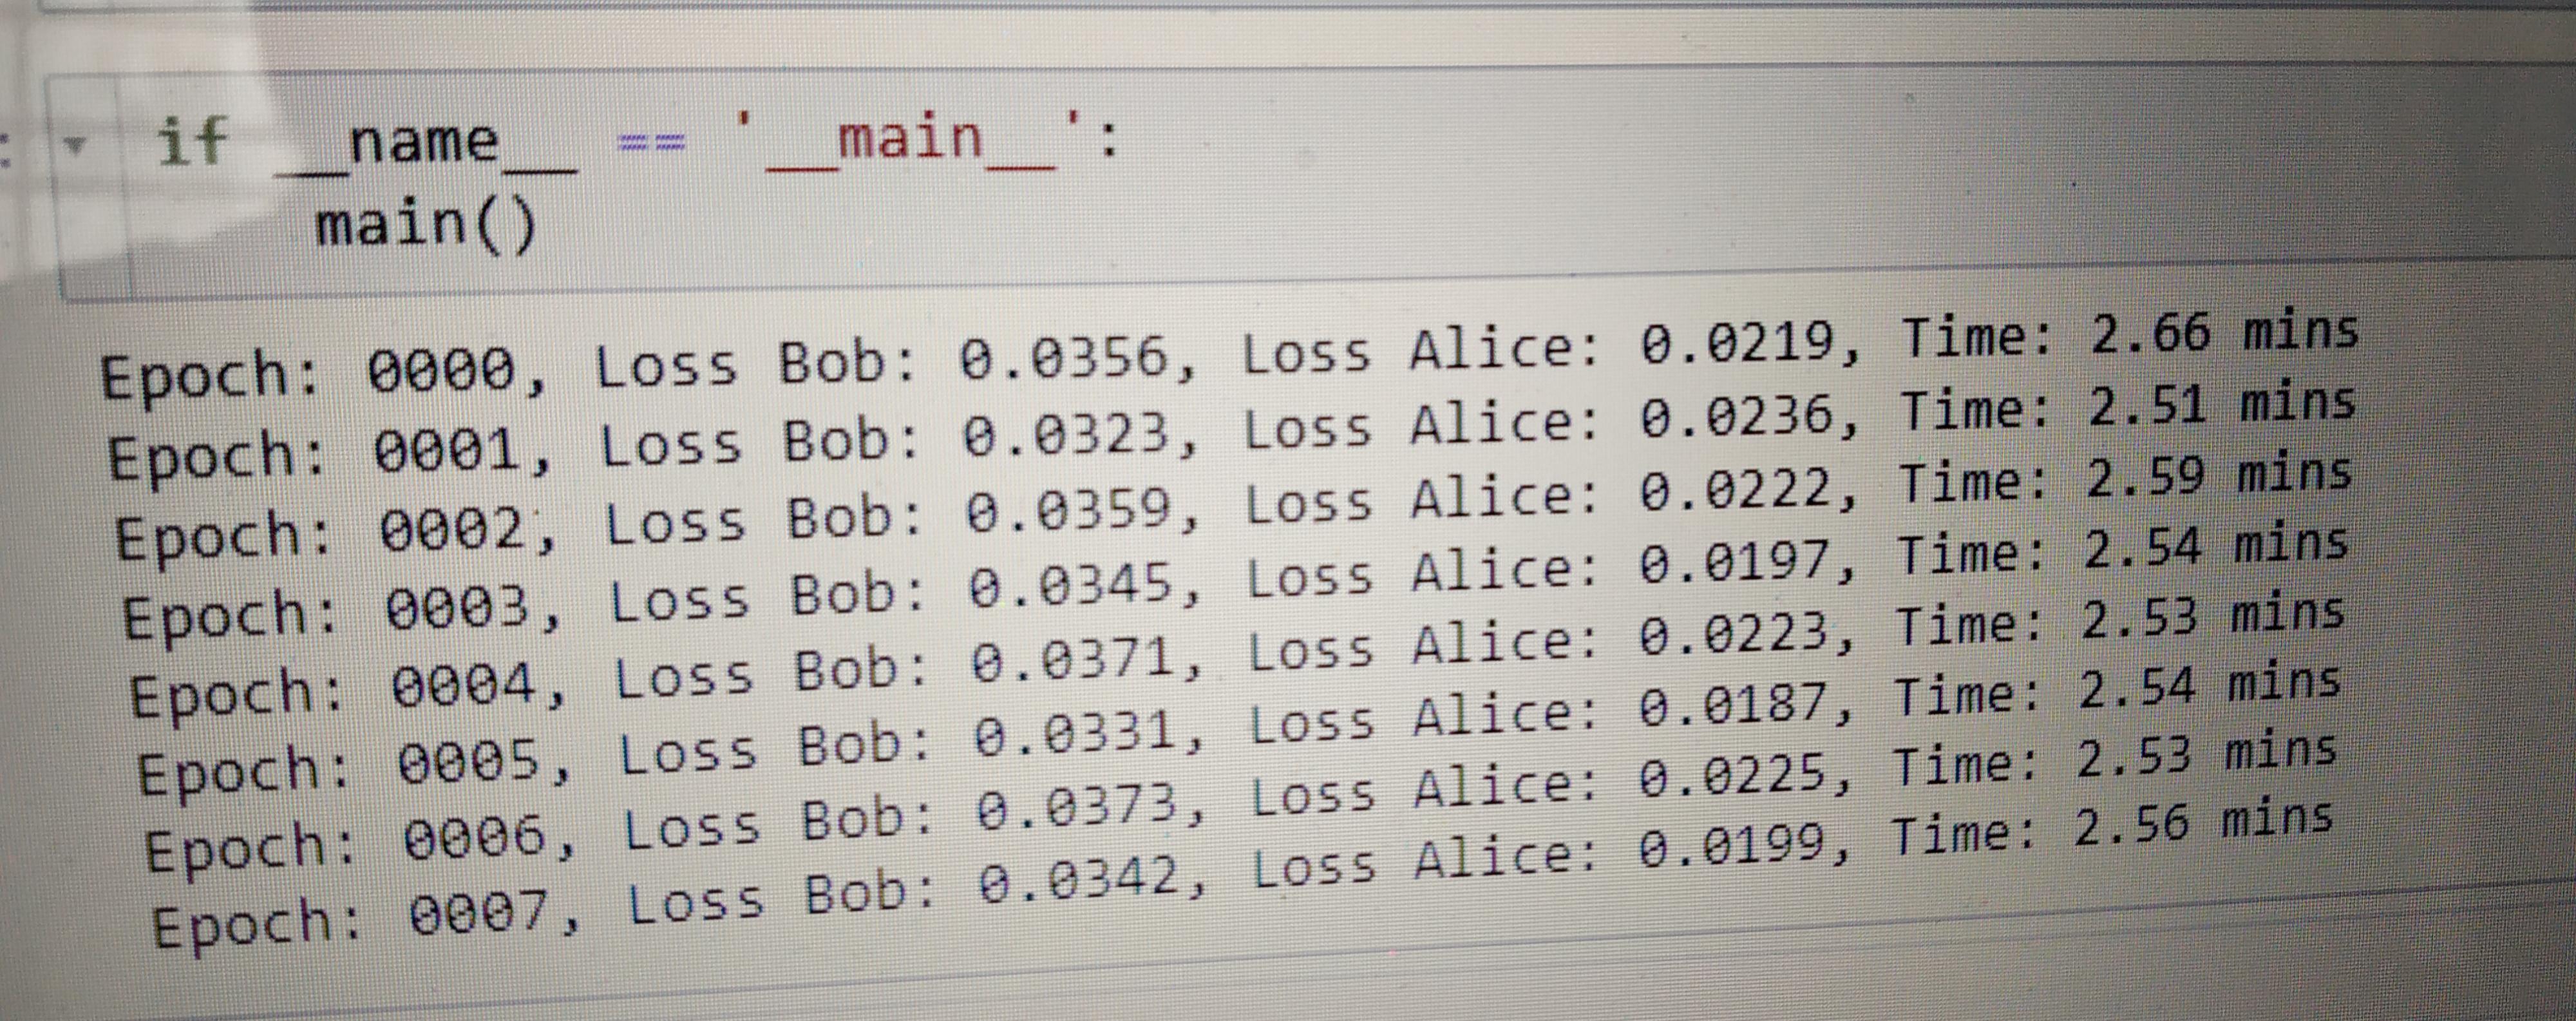 if __name__ == '__main__':
    main()
Epoch: 0000, Loss Bob: 0.0356, Loss Alice: 0.0219, Time: 2.66 mins
Epoch: 0001, Loss Bob: 0.0323, Loss Alice: 0.0236, Time: 2.51 mins
Epoch: 0002, Loss Bob: 0.0359, Loss Alice: 0.0222, Time: 2.59 mins
Epoch: 0003, Loss Bob: 0.0345, Loss Alice: 0.0197, Time: 2.54 mins
Epoch: 0004, Loss Bob: 0.0371, Loss Alice: 0.0223, Time: 2.53 mins
Epoch: 0005, Loss Bob: 0.0331, Loss Alice: 0.0187, Time: 2.54 mins
Epoch: 0006, Loss Bob: 0.0373, Loss Alice: 0.0225, Time: 2.53 mins
Epoch: 0007, Loss Bob: 0.0342, Loss Alice: 0.0199, Time: 2.56 mins